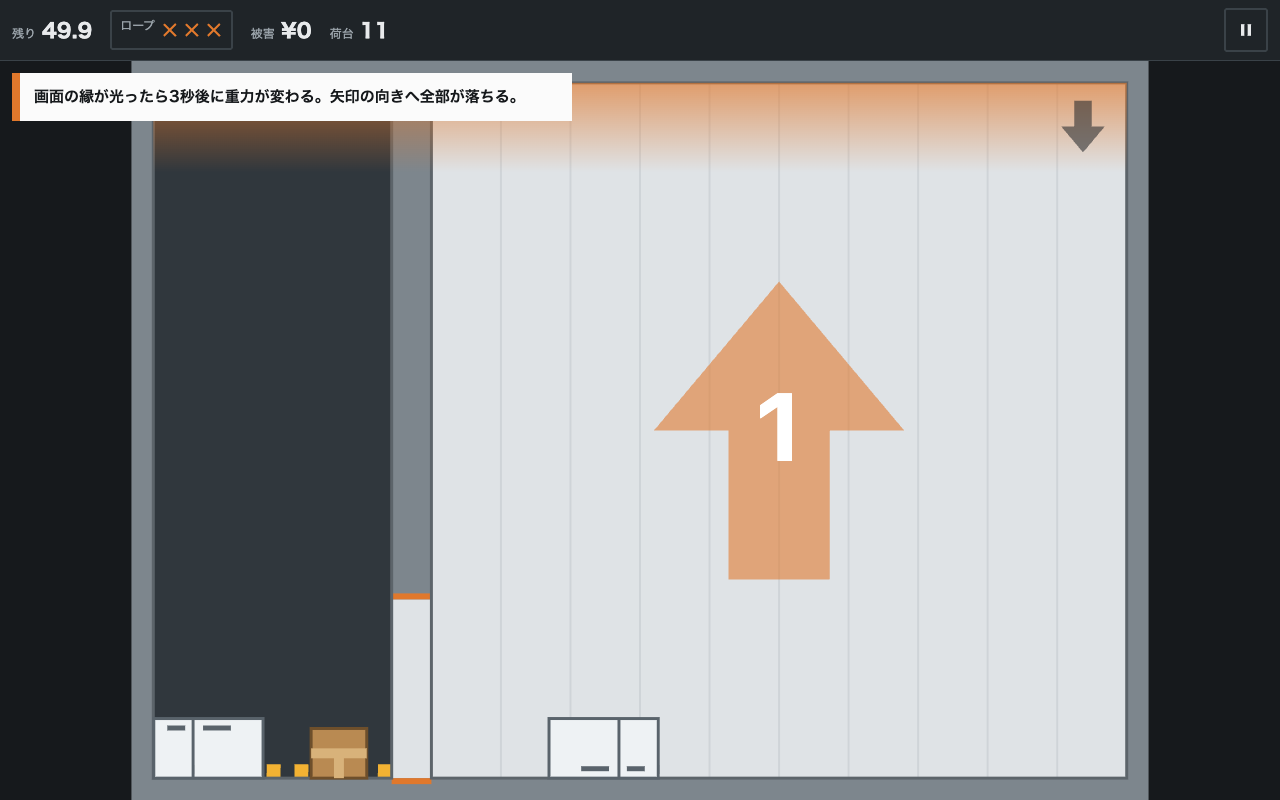 残り 49.9 ロープ ××× 被害 ¥0 荷台 11
画面の縁が光ったら3秒後に重力が変わる。矢印の向きへ全部が落ちる。
1